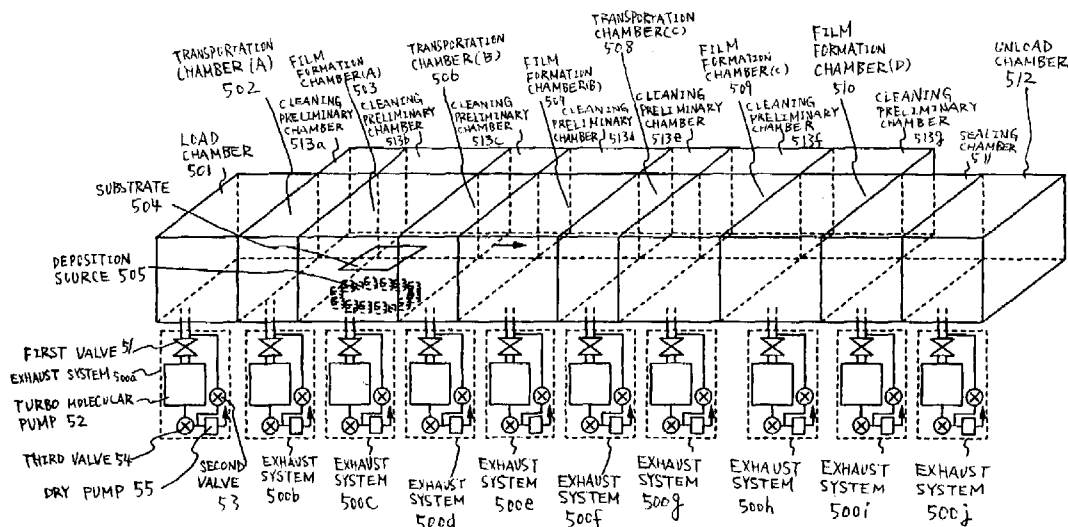 TRANSPORTATION
CHAMBER (A)
502
FILM
FORMATION
CHAMBER(A)
503
TRANSPORTATION
CHAMBER(B)
506
FILM
FORMATION
CHAMBER(B)
507
TRANSPORTATION
CHAMBER(C)
508
FILM
FORMATION
CHAMBER(C)
509
FILM
FORMATION
CHAMBER(D)
510
UNLOAD
CHAMBER
512
LOAD
CHAMBER
501
CLEANING
PRELIMINARY
CHAMBER
513a
CLEANING
PRELIMINARY
CHAMBER
513b
CLEANING
PRELIMINARY
CHAMBER
513c
CLEANING
PRELIMINARY
CHAMBER
513d
CLEANING
PRELIMINARY
CHAMBER
513e
CLEANING
PRELIMINARY
CHAMBER
513f
CLEANING
PRELIMINARY
CHAMBER
513g
SEALING
CHAMBER
511
SUBSTRATE
504
DEPOSITION
SOURCE 505
FIRST VALVE 51
EXHAUST SYSTEM 500a
TURBO MOLECULAR
PUMP 52
THIRD VALVE 54
DRY PUMP 55
SECOND
VALVE
53
EXHAUST
SYSTEM
500b
EXHAUST
SYSTEM
500c
EXHAUST
SYSTEM
500d
EXHAUST
SYSTEM
500e
EXHAUST
SYSTEM
500f
EXHAUST
SYSTEM
500g
EXHAUST
SYSTEM
500h
EXHAUST
SYSTEM
500i
EXHAUST
SYSTEM
500j